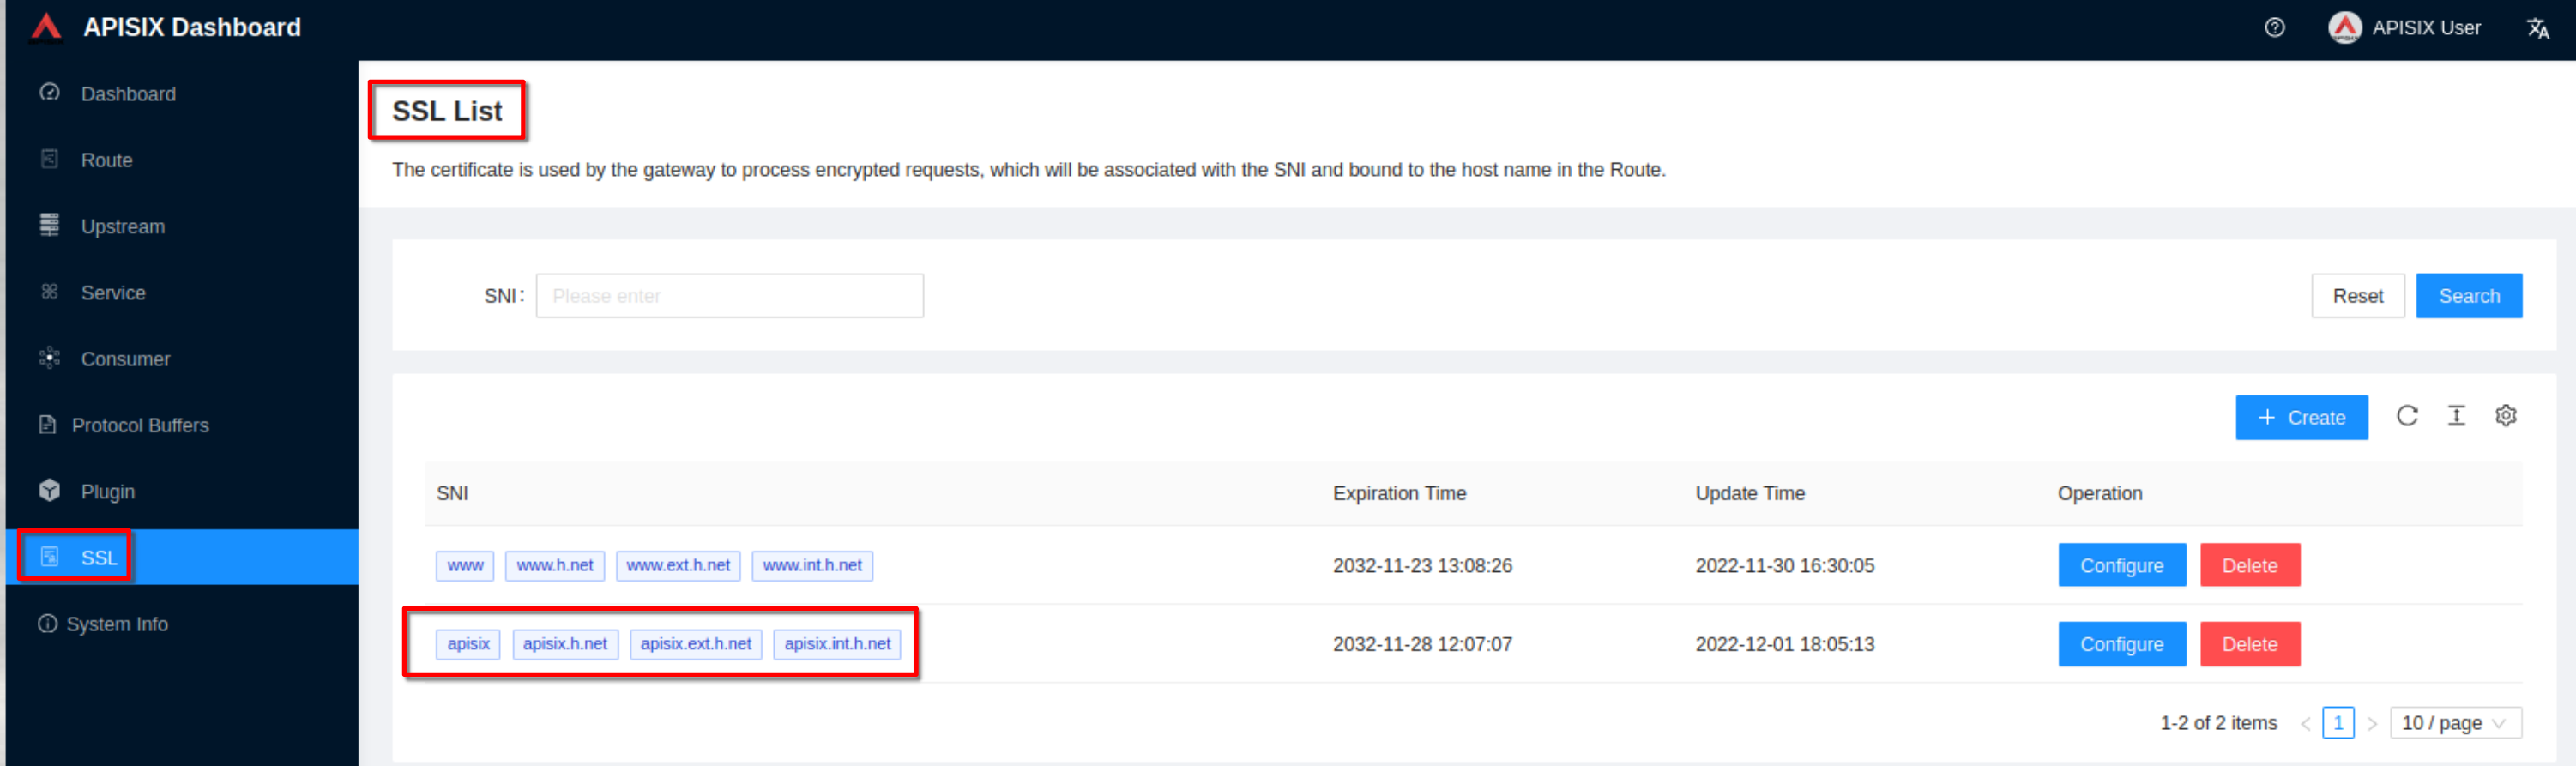 APISIX Dashboard
APISIX User
Dashboard
Route
Upstream
Service
Consumer
Protocol Buffers
Plugin
SSL
System Info
SSL List
The certificate is used by the gateway to process encrypted requests, which will be associated with the SNI and bound to the host name in the Route.
SNI: Please enter Reset Search
+ Create
SNI Expiration Time Update Time Operation
www www.h.net www.ext.h.net www.int.h.net 2032-11-23 13:08:26 2022-11-30 16:30:05 Configure Delete
apisix apisix.h.net apisix.ext.h.net apisix.int.h.net 2032-11-28 12:07:07 2022-12-01 18:05:13 Configure Delete
1-2 of 2 items < 1 > 10 / page